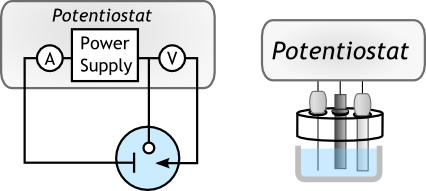 Potentiostat
A
Power
Supply
V
Potentiostat